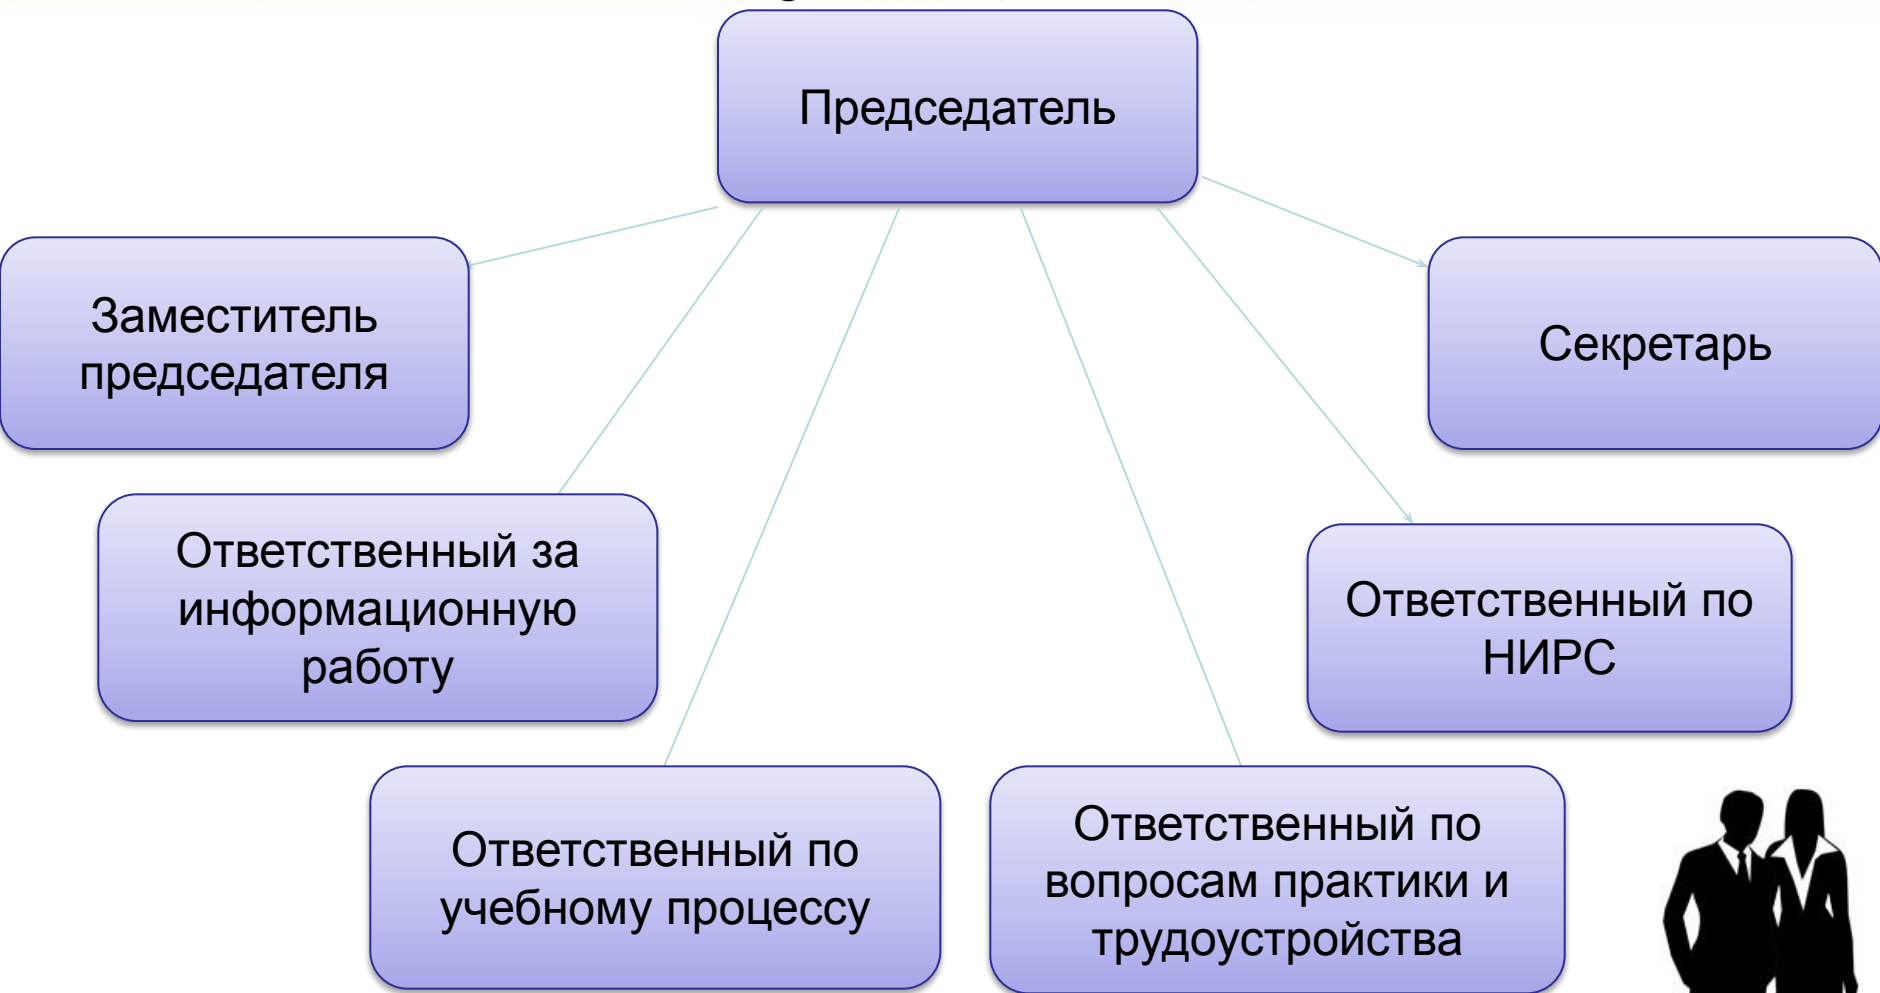 Председатель
Заместитель
председателя
Секретарь
Ответственный за
информационную
работу
Ответственный по
НИРС
Ответственный по
учебному процессу
Ответственный по
вопросам практики и
трудоустройства